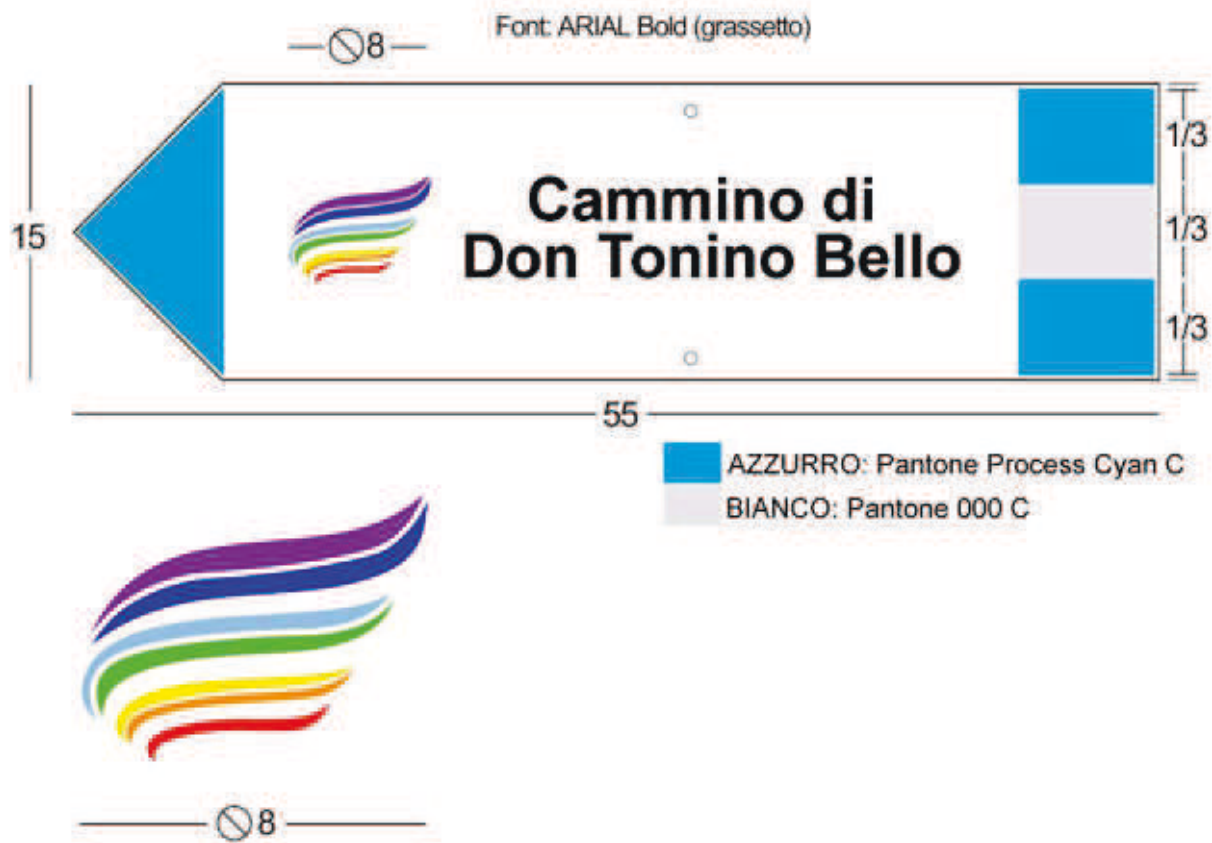 Font: ARIAL Bold (grassetto)
8
15
Cammino di
Don Tonino Bello
1/3
1/3
1/3
55
AZZURRO: Pantone Process Cyan C
BIANCO: Pantone 000 C
8